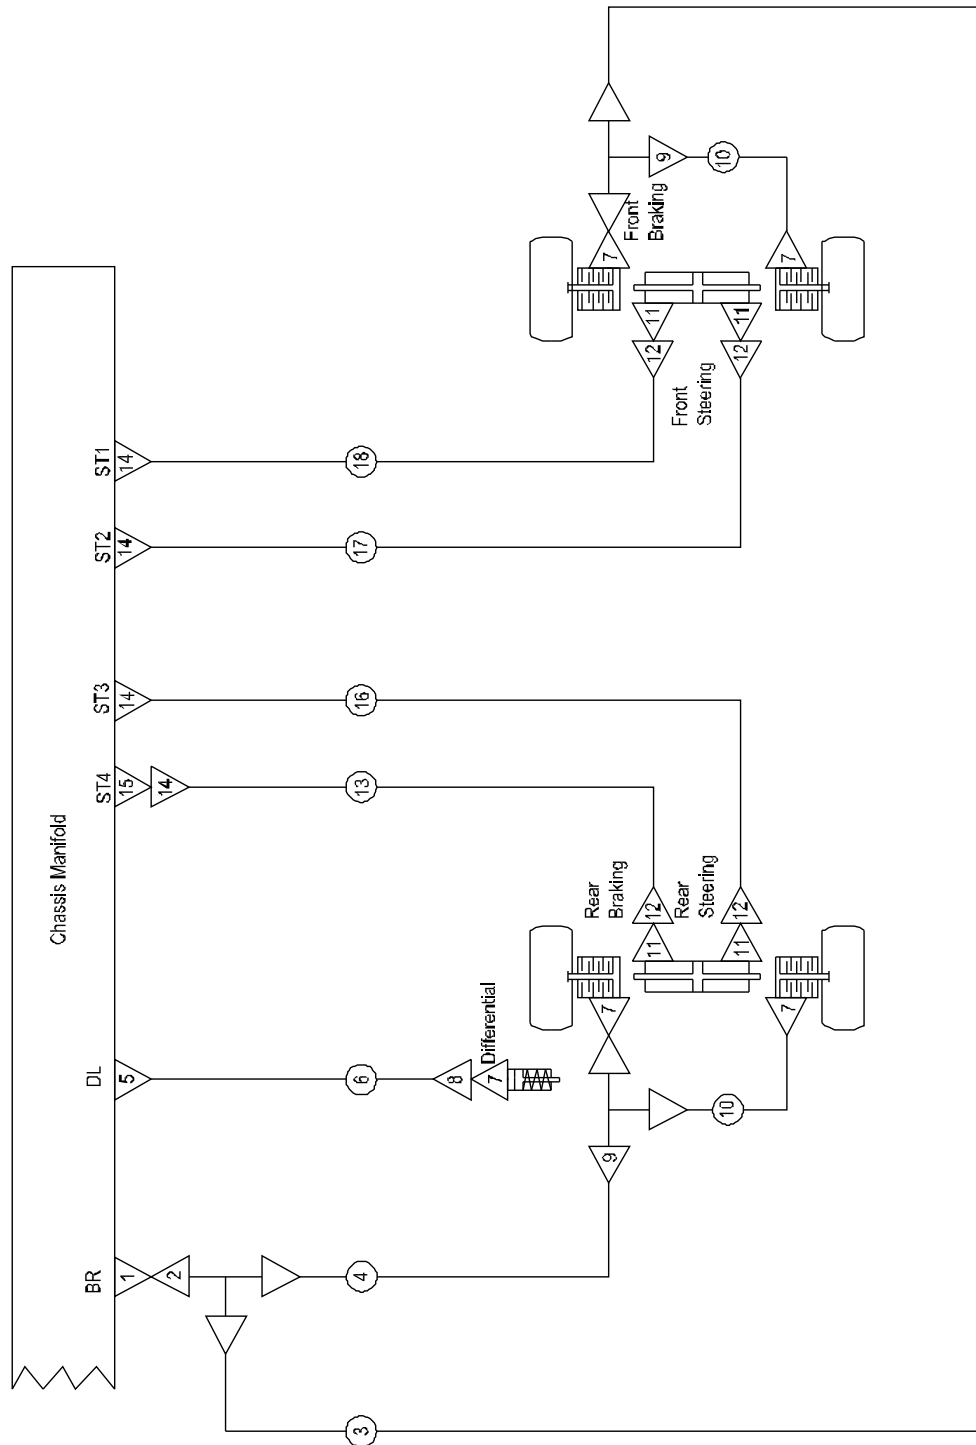 Chassis Manifold
BR
DL
ST4
ST3
ST2
ST1
1
2
5
15
14
14
14
14
3
4
6
13
16
17
18
8
7
Differential
9
10
7
7
Rear
Braking
Rear
Steering
11
12
11
12
Front
Steering
12
11
12
11
Front
Braking
7
9
10
7